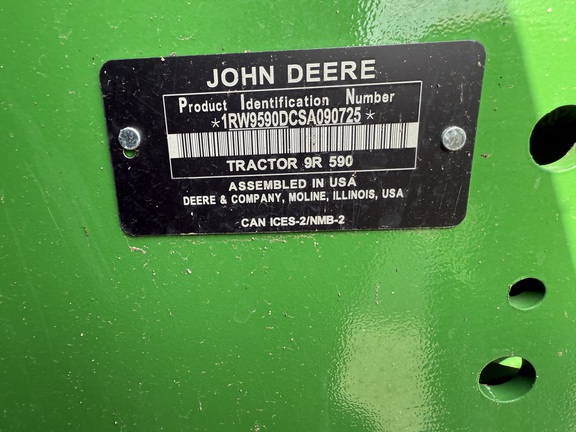 JOHN DEERE
Product Identification Number
*1RW9590DCSA090725*
TRACTOR 9R 590
ASSEMBLED IN USA
DEERE & COMPANY, MOLINE, ILLINOIS, USA
CAN ICES-2/NMB-2